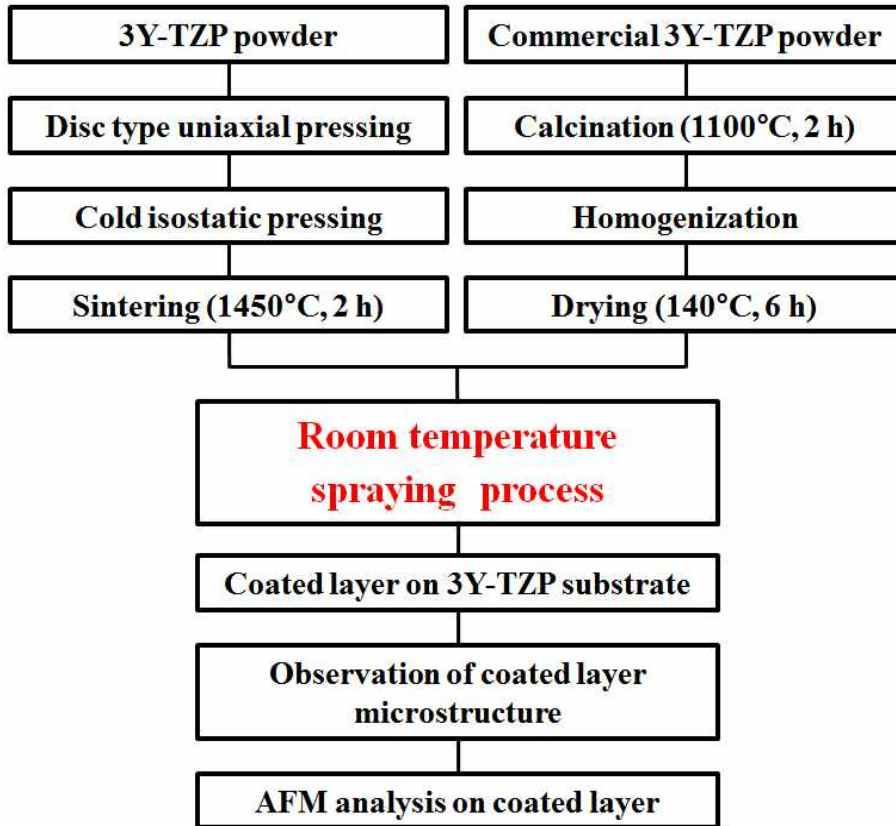 3Y-TZP powder
Disc type uniaxial pressing
Cold isostatic pressing
Sintering (1450°C, 2 h)
Commercial 3Y-TZP powder
Calcination (1100°C, 2 h)
Homogenization
Drying (140°C, 6 h)
Room temperature
spraying process
Coated layer on 3Y-TZP substrate
Observation of coated layer
microstructure
AFM analysis on coated layer